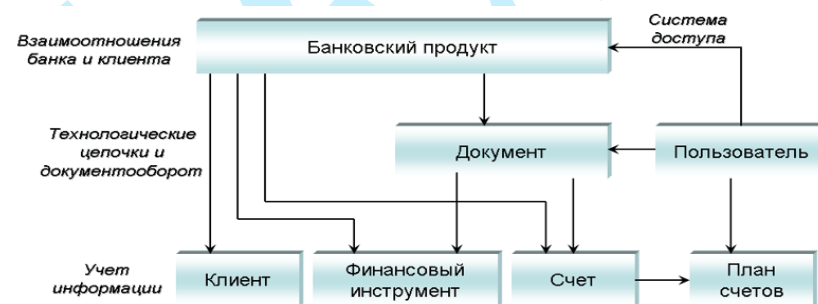 Система
доступа
Взаимоотношения
банка и клиента
Банковский продукт
Технологические
цепочки и
документооборот
Документ
Пользователь
Учет
информации
Клиент
Финансовый
инструмент
Счет
План
счетов